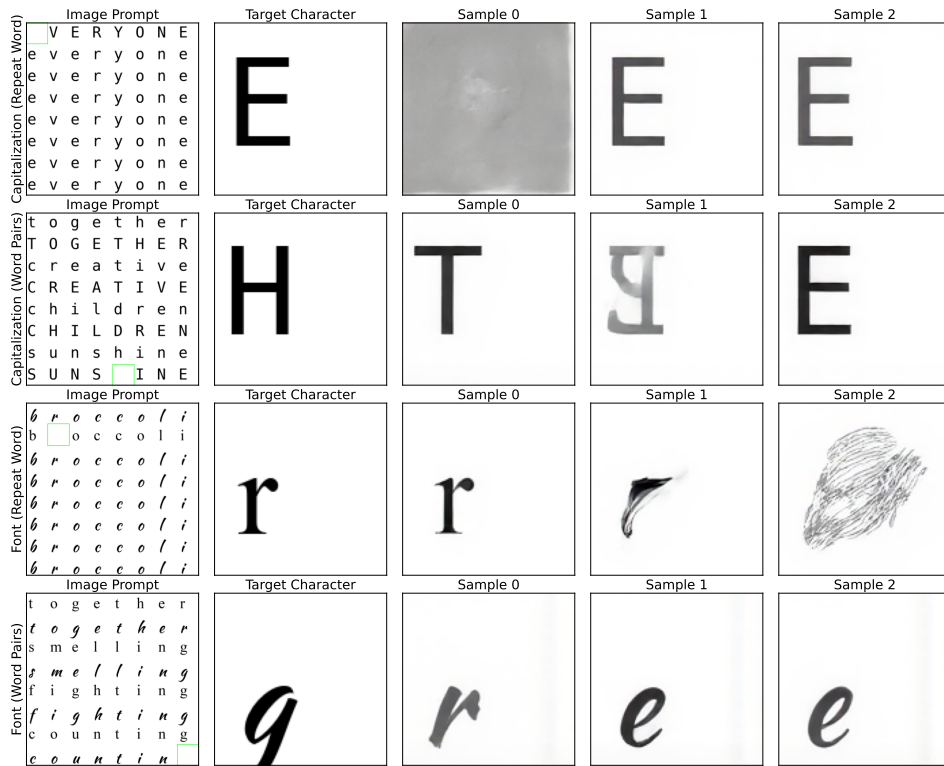 Image Prompt Target Character Sample 0 Sample 1 Sample 2
Capitalization (Repeat Word)
V E R Y O N E
e v e r y o n e
e v e r y o n e
e v e r y o n e
e v e r y o n e
e v e r y o n e
e v e r y o n e
e v e r y o n e
E E E
Image Prompt Target Character Sample 0 Sample 1 Sample 2
Capitalization (Word Pairs)
t o g e t h e r
T O G E T H E R
c r e a t i v e
C R E A T I V E
c h i l d r e n
C H I L D R E N
s u n s h i n e
S U N S I N E
H T E
Image Prompt Target Character Sample 0 Sample 1 Sample 2
Font (Repeat Word)
b r o c c o l i
b o c c o l i
b r o c c o l i
b r o c c o l i
b r o c c o l i
b r o c c o l i
b r o c c o l i
b r o c c o l i
r r r
Image Prompt Target Character Sample 0 Sample 1 Sample 2
Font (Word Pairs)
t o g e t h e r
t o g e t h e r
s m e l l i n g
s m e l l i n g
f i g h t i n g
f i g h t i n g
c o u n t i n g
c o u n t i n
g r e e